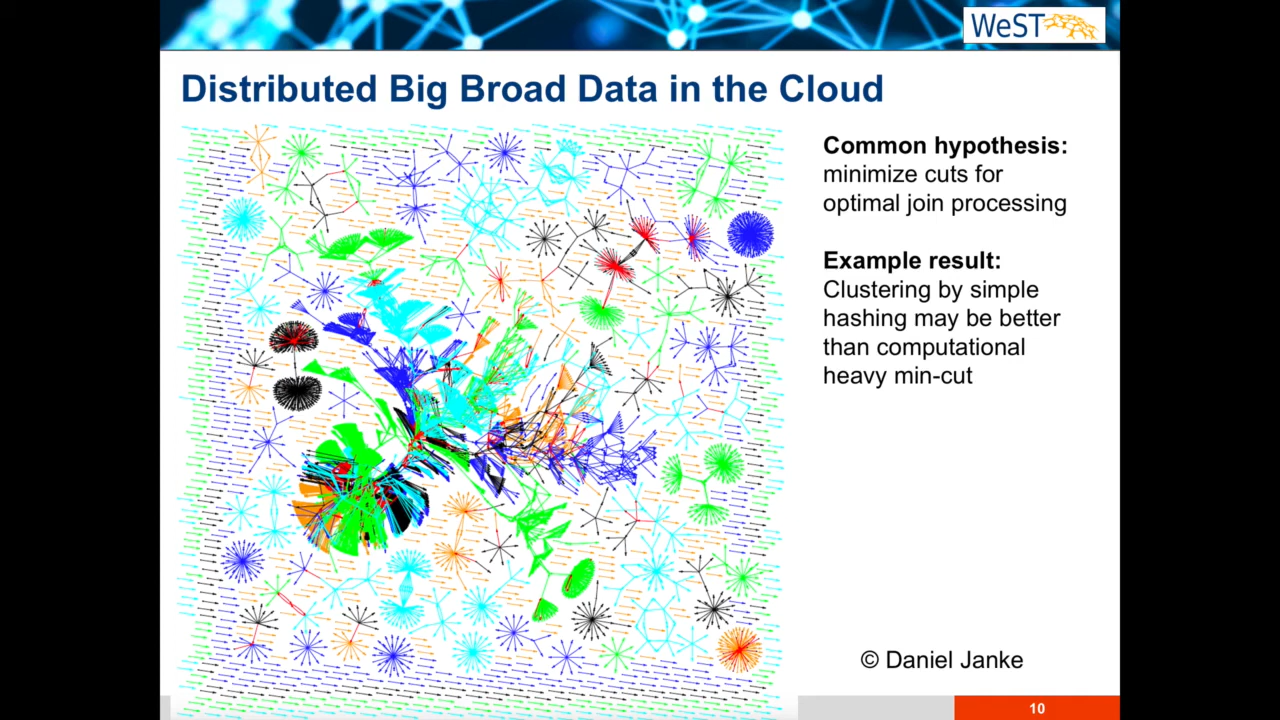 WeST
Distributed Big Broad Data in the Cloud
Common hypothesis:
minimize cuts for
optimal join processing
Example result:
Clustering by simple
hashing may be better
than computational
heavy min-cut
© Daniel Janke
10